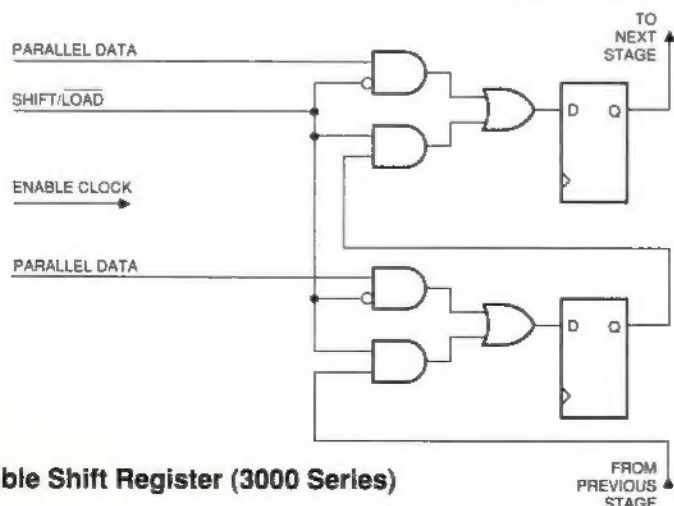 TO
NEXT
STAGE
PARALLEL DATA
SHIFT/LOAD
D Q
ENABLE CLOCK
PARALLEL DATA
D Q
ble Shift Register (3000 Series)
FROM
PREVIOUS
STAGE